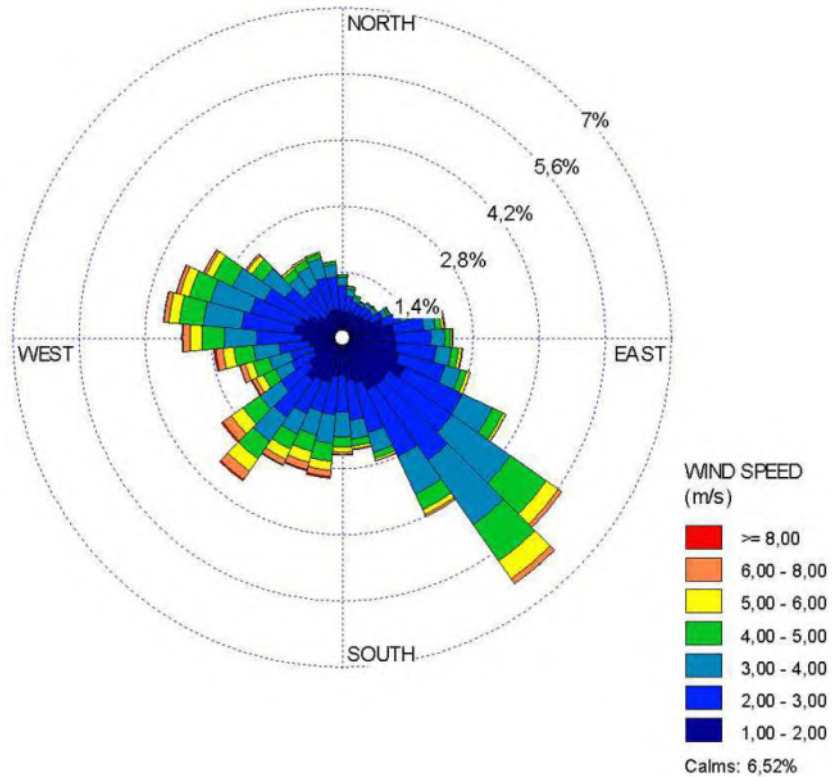 NORTH
7%
5,6%
4,2%
2,8%
1,4%
WEST
EAST
SOUTH
WIND SPEED
(m/s)
>= 8,00
6,00 - 8,00
5,00 - 6,00
4,00 - 5,00
3,00 - 4,00
2,00 - 3,00
1,00 - 2,00
Calms: 6,52%